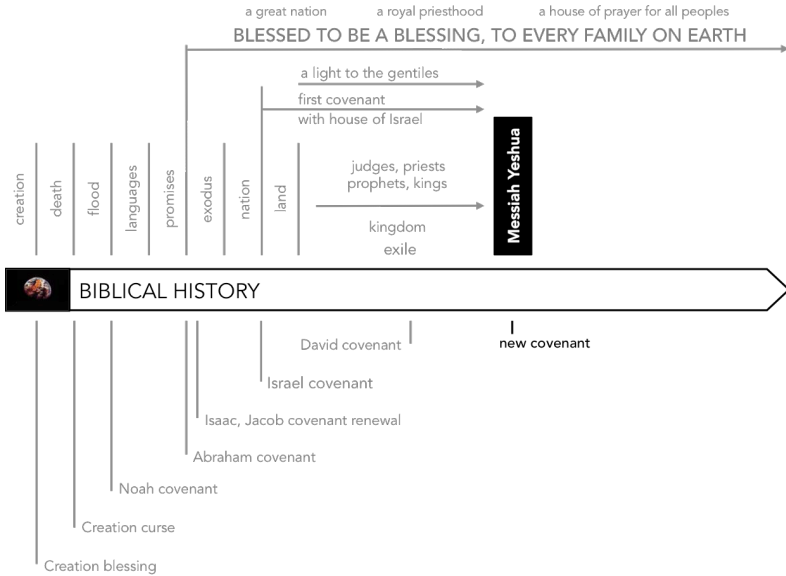 a great nation
a royal priesthood
a house of prayer for all peoples
BLESSED TO BE A BLESSING, TO EVERY FAMILY ON EARTH
a light to the gentiles
first covenant
with house of Israel
creation
death
flood
languages
promises
exodus
nation
land
judges, priests
prophets, kings
kingdom
exile
Messiah Yeshua
BIBLICAL HISTORY
David covenant
new covenant
Israel covenant
Isaac, Jacob covenant renewal
Abraham covenant
Noah covenant
Creation curse
Creation blessing